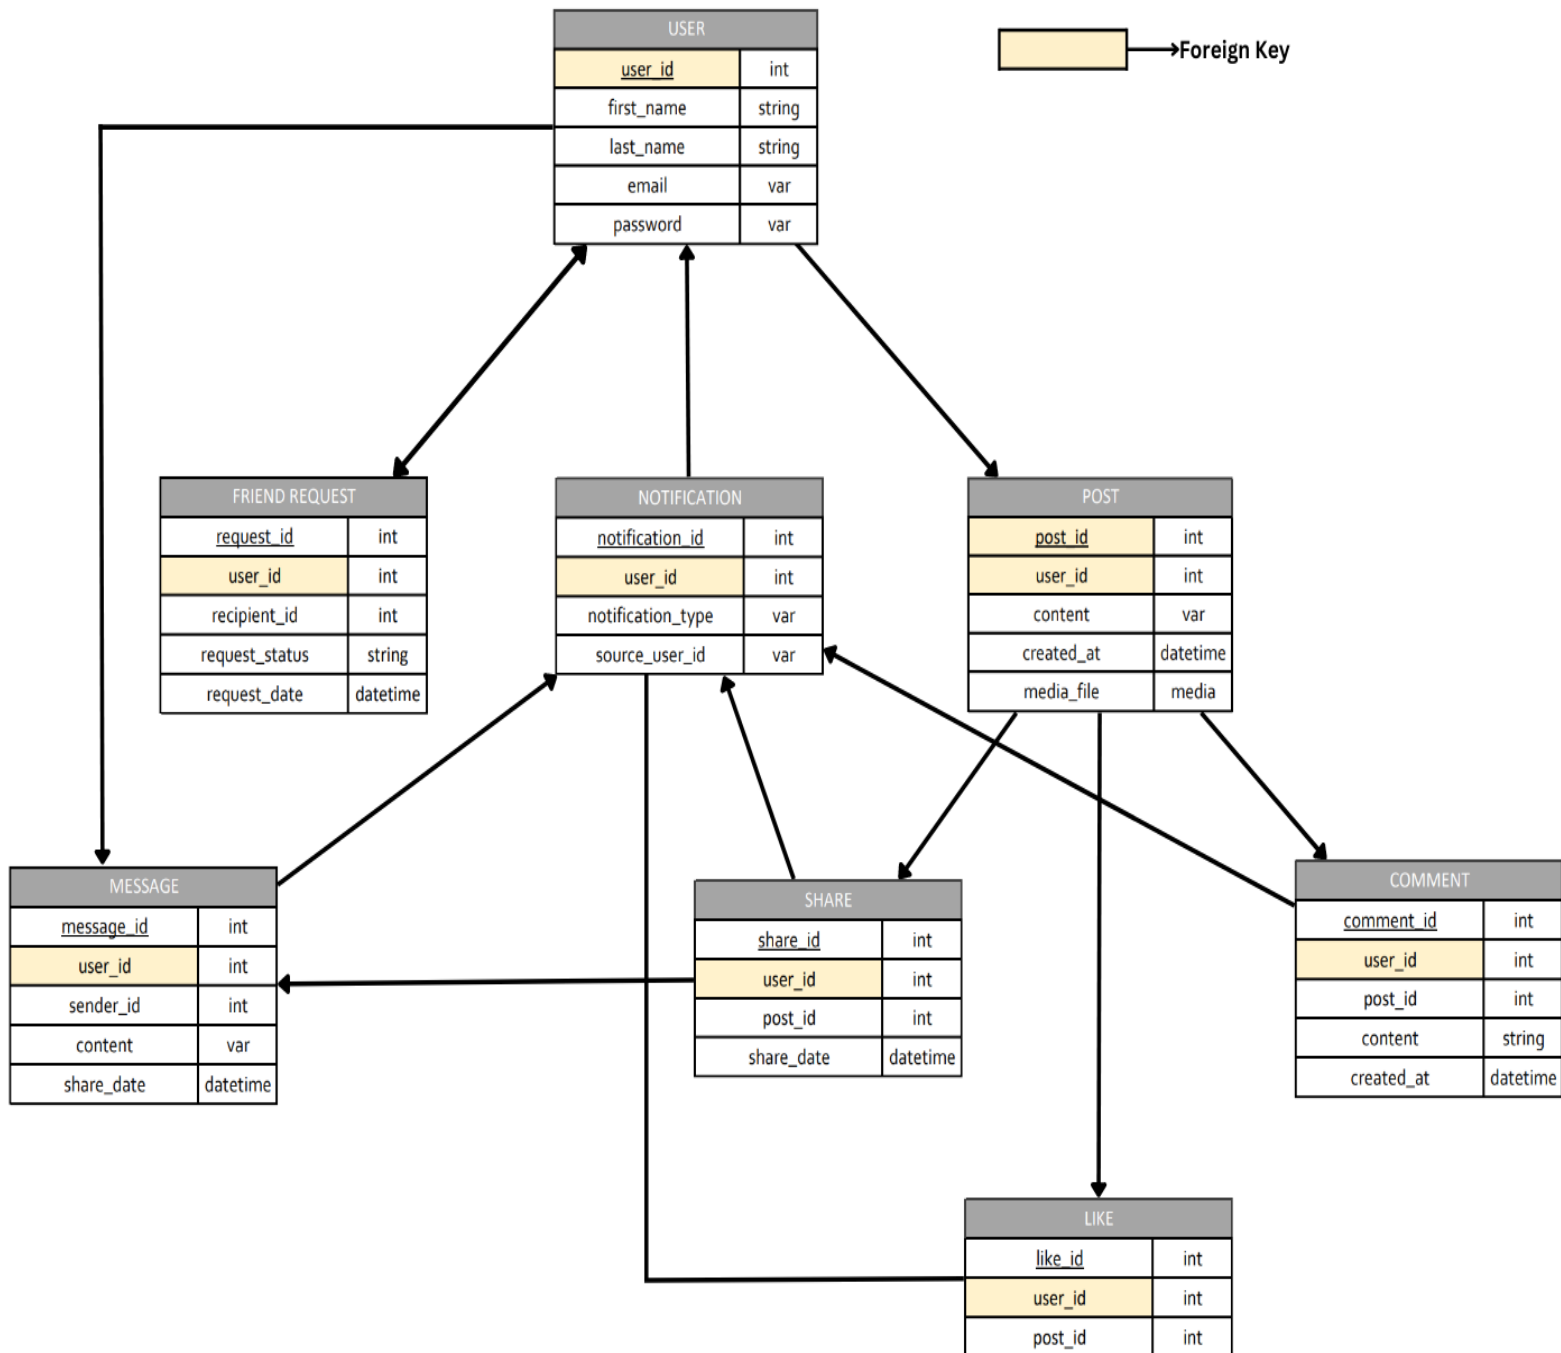 USER
user_id int
first_name string
last_name string
email var
password var
Foreign Key
FRIEND REQUEST
request_id int
user_id int
recipient_id int
request_status string
request_date datetime
NOTIFICATION
notification_id int
user_id int
notification_type var
source_user_id var
POST
post_id int
user_id int
content var
created_at datetime
media_file media
MESSAGE
message_id int
user_id int
sender_id int
content var
share_date datetime
SHARE
share_id int
user_id int
post_id int
share_date datetime
COMMENT
comment_id int
user_id int
post_id int
content string
created_at datetime
LIKE
like_id int
user_id int
post_id int